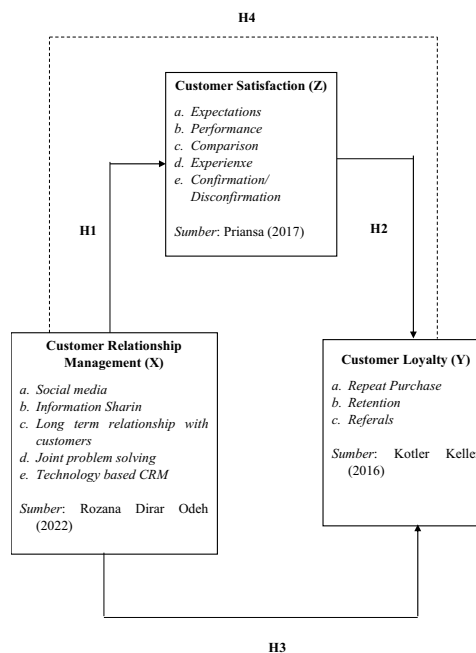 H4
Customer Satisfaction (Z)
a. Expectations
b. Performance
c. Comparison
d. Experienxe
e. Confirmation/
Disconfirmation
Sumber: Priansa (2017)
H1
H2
Customer Relationship
Management (X)
a. Social media
b. Information Sharin
c. Long term relationship with
customers
d. Joint problem solving
e. Technology based CRM
Sumber: Rozana Dirar Odeh
(2022)
Customer Loyalty (Y)
a. Repeat Purchase
b. Retention
c. Referals
Sumber: Kotler Keller
(2016)
H3